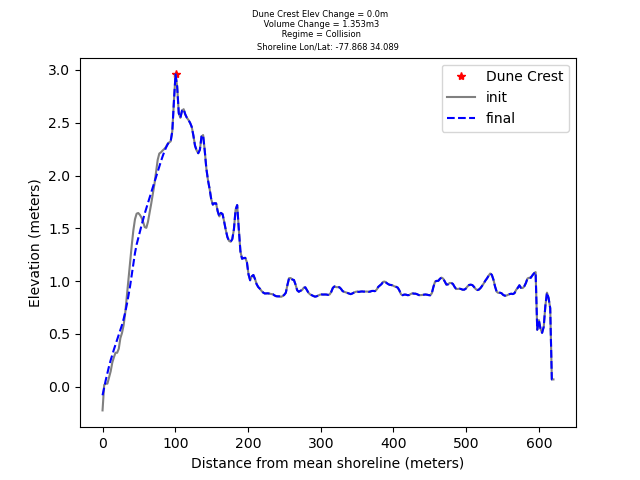 Dune Crest Elev Change = 0.0m
Volume Change = 1.353m3
Regime = Collision
Shoreline Lon/Lat: -77.868 34.089
Dune Crest
init
final
Elevation (meters)
3.0
2.5
2.0
1.5
1.0
0.5
0.0
0 100 200 300 400 500 600
Distance from mean shoreline (meters)